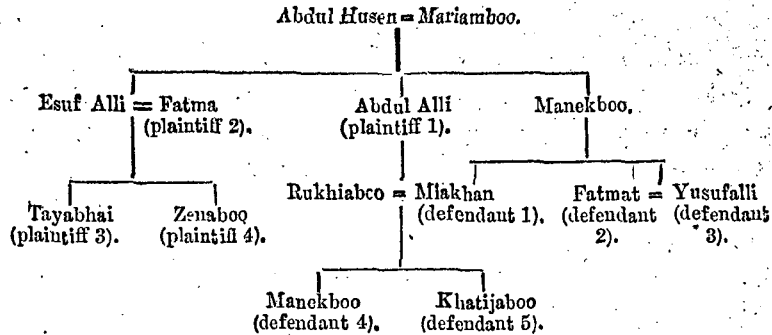 Abdul Husen = Mariamboo.
Esuf Alli = Fatma Abdul Alli Manekboo.
(plaintiff 2). (plaintiff 1).
Rukhiaboo = Miakhan Fatmat = Yusufalli
Tayabhai Zenaboo (defendant 1). (defendant (defendant
(plaintiff 3). (plaintiff 4). 2). 3).
Manekboo Khatijaboo
(defendant 4). (defendant 5).